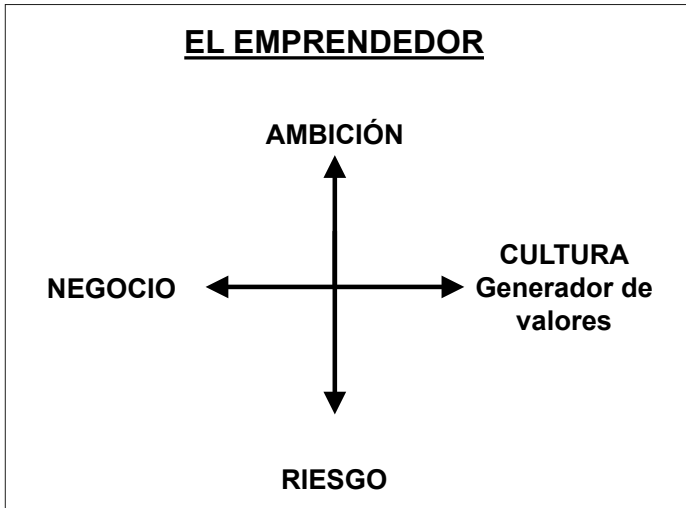 EL EMPRENDEDOR
AMBICIÓN
NEGOCIO
CULTURA
Generador de
valores
RIESGO